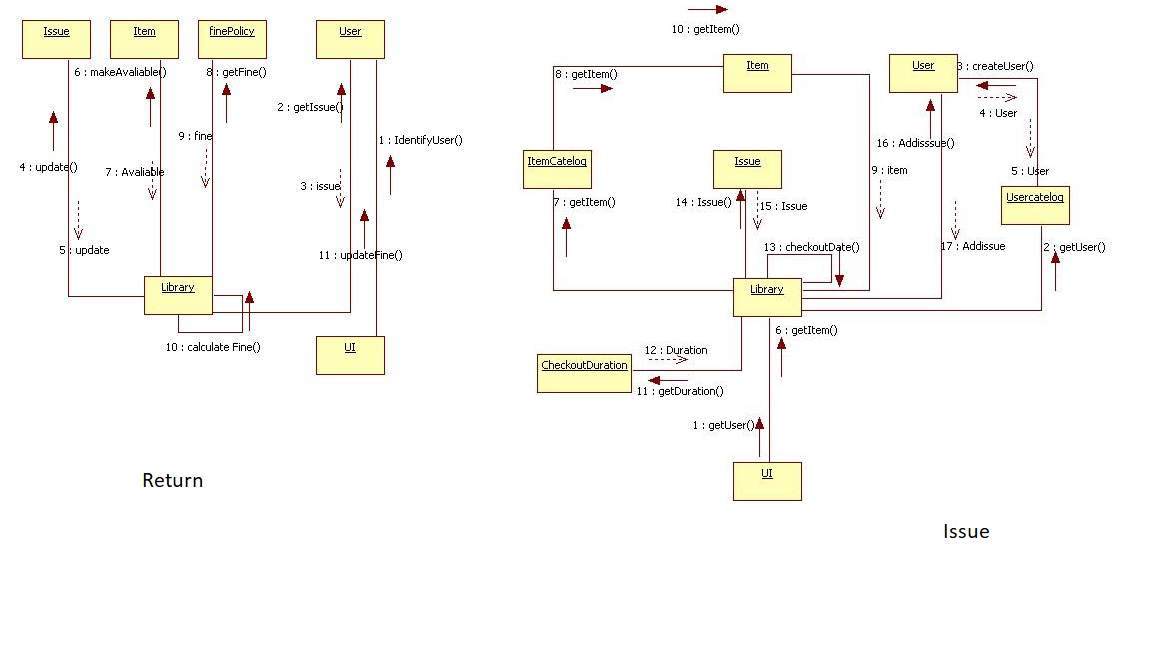 Issue
Item
finePolicy
User
6 : makeAvaliable()
8 : getFine()
2 : getIssue()
9 : fine
1 : IdentifyUser()
4 : update()
7 : Avaliable
3 : issue
5 : update
11 : updateFine()
Library
10 : calculate Fine()
UI
Return
10 : getItem()
Item
User
3 : createUser()
8 : getItem()
4 : User
16 : Addisssue()
ItemCatelog
Issue
9 : item
5 : User
7 : getItem()
14 : Issue()
15 : Issue
Usercatelog
13 : checkoutDate()
17 : Addissue
2 : getUser()
Library
6 : getItem()
12 : Duration
CheckoutDuration
11 : getDuration()
1 : getUser()
UI
Issue